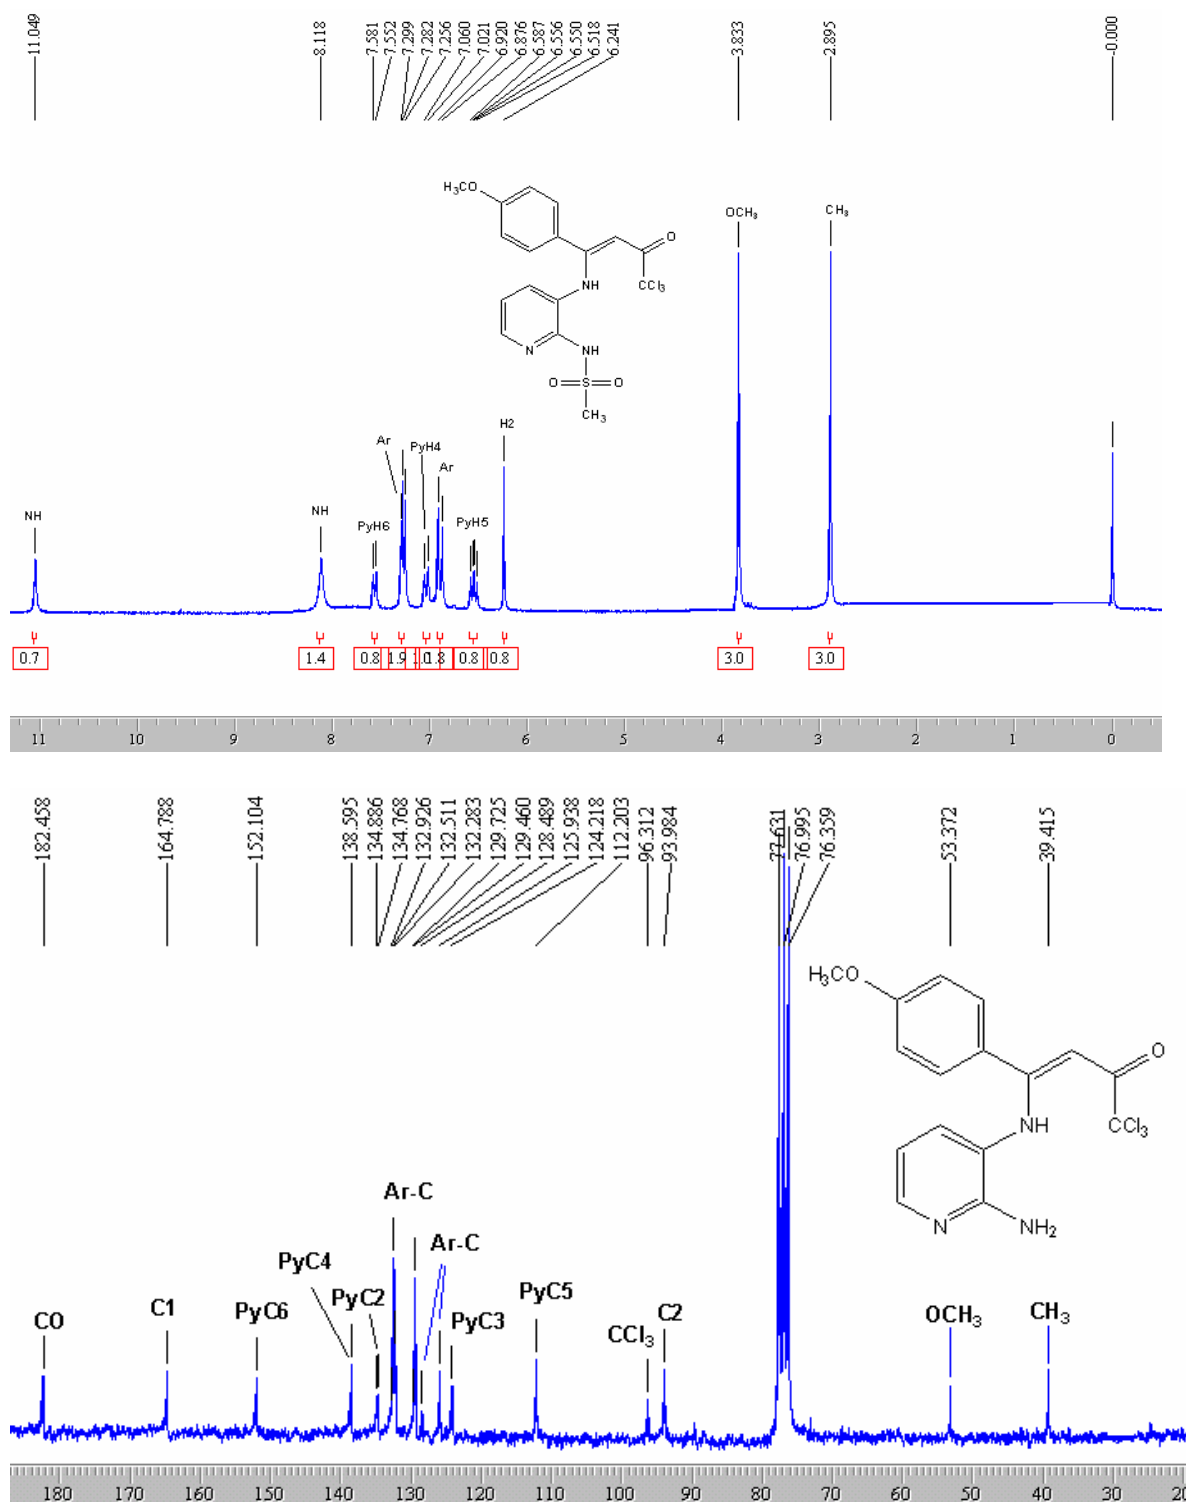 11.049
8.118
7.581
7.552
7.299
7.282
7.256
7.060
7.021
6.920
6.876
6.587
6.556
6.550
6.518
6.241
3.833
2.895
-0.000
H₃CO
O
NH
CCl₃
N
NH
O S O
CH₃
OCH₃
CH₃
H2
Ar
PyH4
Ar
NH
NH
PyH6
PyH5
0.7
1.4
0.8
1.9
1.0
1.8
0.8
0.8
3.0
3.0
11 10 9 8 7 6 5 4 3 2 1 0
182.458
164.788
152.104
138.595
134.886
134.768
132.926
132.511
132.283
129.725
129.460
128.489
125.938
124.218
112.203
96.312
93.984
77.631
76.995
76.359
53.372
39.415
H₃CO
O
NH
CCl₃
N
NH₂
Ar-C
Ar-C
PyC4
PyC2
PyC5
CO
C1
PyC6
PyC3
CCl₃
C2
OCH₃
CH₃
180 170 160 150 140 130 120 110 100 90 80 70 60 50 40 30 20